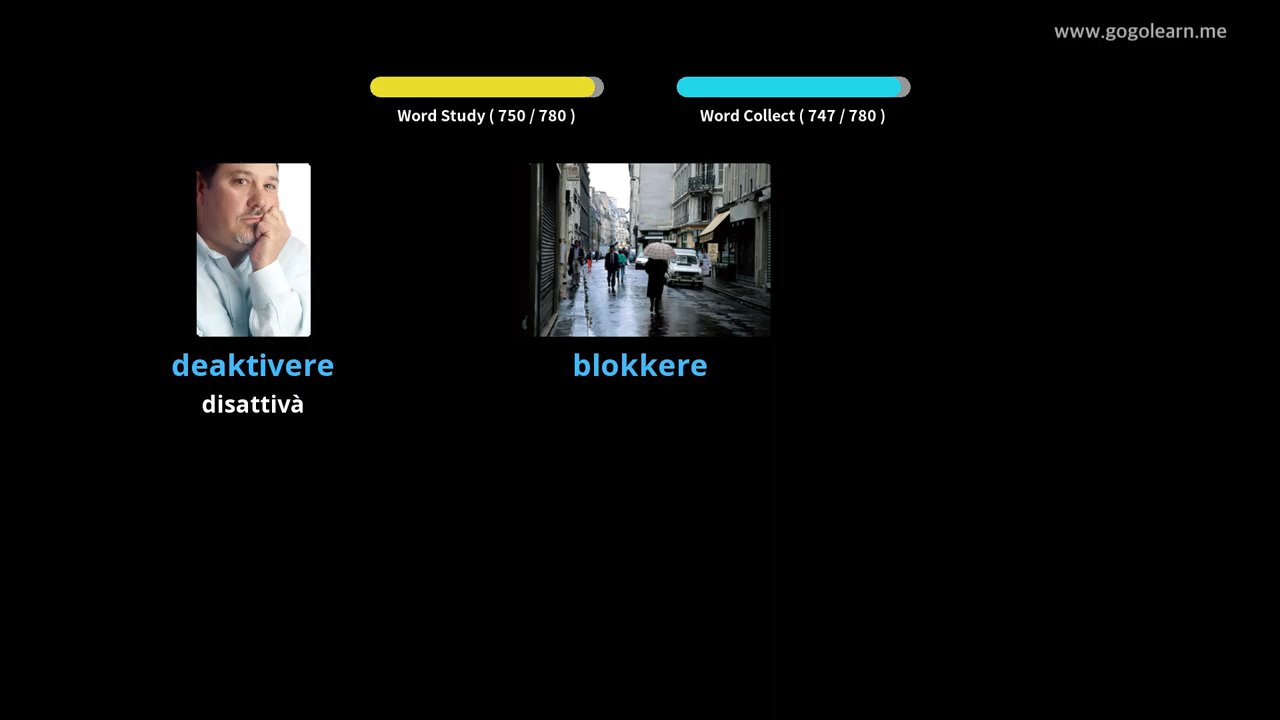 www.gogolearn.me
Word Study ( 750 / 780 )
Word Collect ( 747 / 780 )
deaktivere
blokkere
disattivà